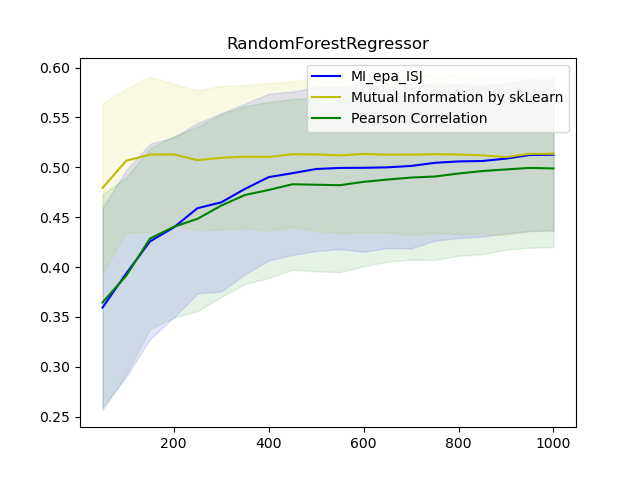 RandomForestRegressor
MI_epa_ISJ
Mutual Information by skLearn
Pearson Correlation
0.60
0.55
0.50
0.45
0.40
0.35
0.30
0.25
200 400 600 800 1000